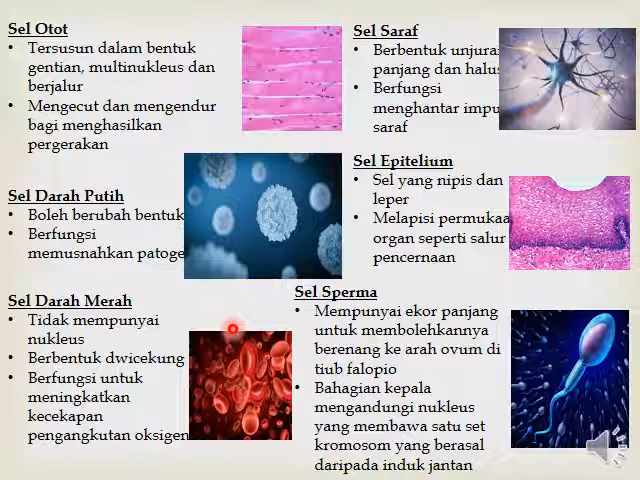 Sel Otot
• Tersusun dalam bentuk
gentian, multinukleus dan
berjalur
• Mengecut dan mengendur
bagi menghasilkan
pergerakan
Sel Darah Putih
• Boleh berubah bentuk
• Berfungsi
memusnahkan patoge
Sel Darah Merah
• Tidak mempunyai
nukleus
• Berbentuk dwicekung
• Berfungsi untuk
meningkatkan
kecekapan
pengangkutan oksigen
Sel Saraf
• Berbentuk unjura
panjang dan halus
• Berfungsi
menghantar impu
saraf
Sel Epitelium
• Sel yang nipis dan
leper
• Melapisi permukaa
organ seperti salur
pencernaan
Sel Sperma
• Mempunyai ekor panjang
untuk membolehkannya
berenang ke arah ovum di
tiub falopio
• Bahagian kepala
mengandungi nukleus
yang membawa satu set
kromosom yang berasal
daripada induk jantan